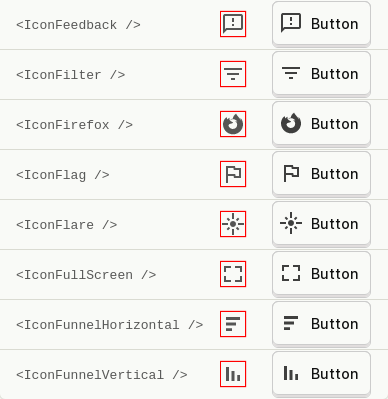 <IconFeedback /> Button
<IconFilter /> Button
<IconFirefox /> Button
<IconFlag /> Button
<IconFlare /> Button
<IconFullScreen /> Button
<IconFunnelHorizontal /> Button
<IconFunnelVertical /> Button